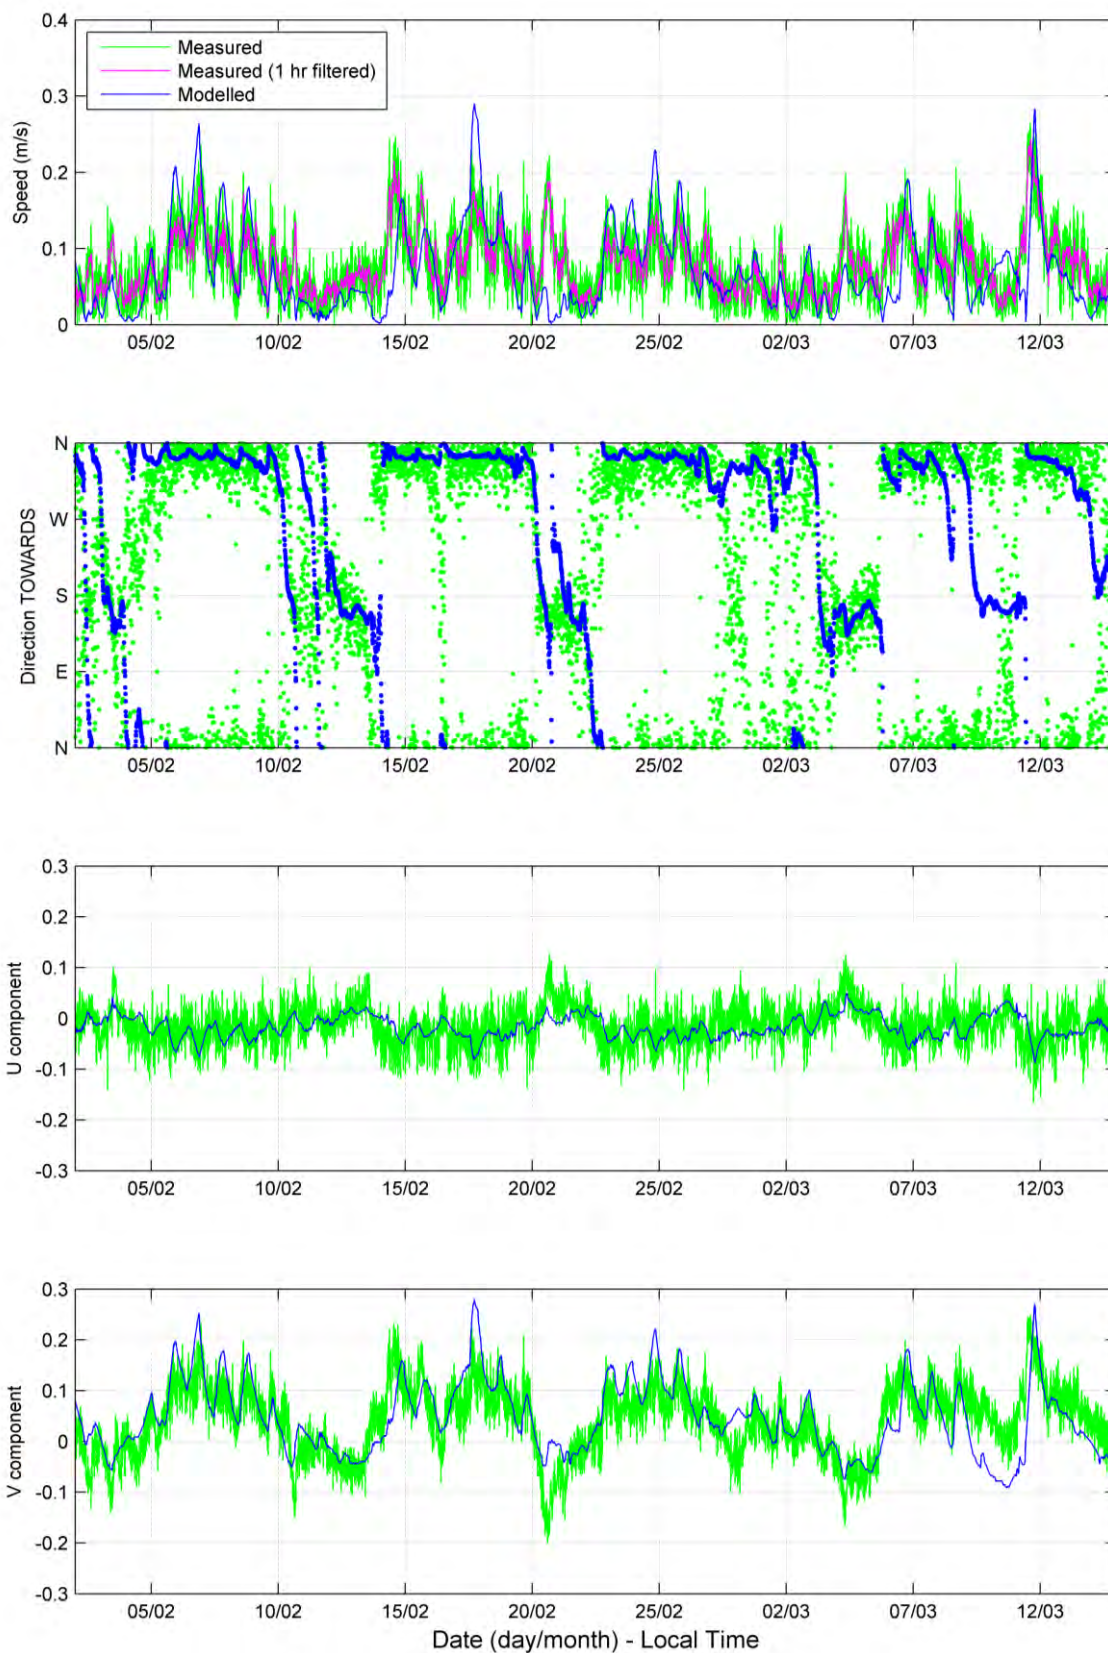 0.4
Measured
Measured (1 hr filtered)
Modelled
0.3
0.2
0.1
0
Speed (m/s)
05/02 10/02 15/02 20/02 25/02 02/03 07/03 12/03
N
W
S
E
N
Direction TOWARDS
05/02 10/02 15/02 20/02 25/02 02/03 07/03 12/03
0.3
0.2
0.1
0
-0.1
-0.2
-0.3
U component
05/02 10/02 15/02 20/02 25/02 02/03 07/03 12/03
0.3
0.2
0.1
0
-0.1
-0.2
-0.3
V component
05/02 10/02 15/02 20/02 25/02 02/03 07/03 12/03
Date (day/month) - Local Time